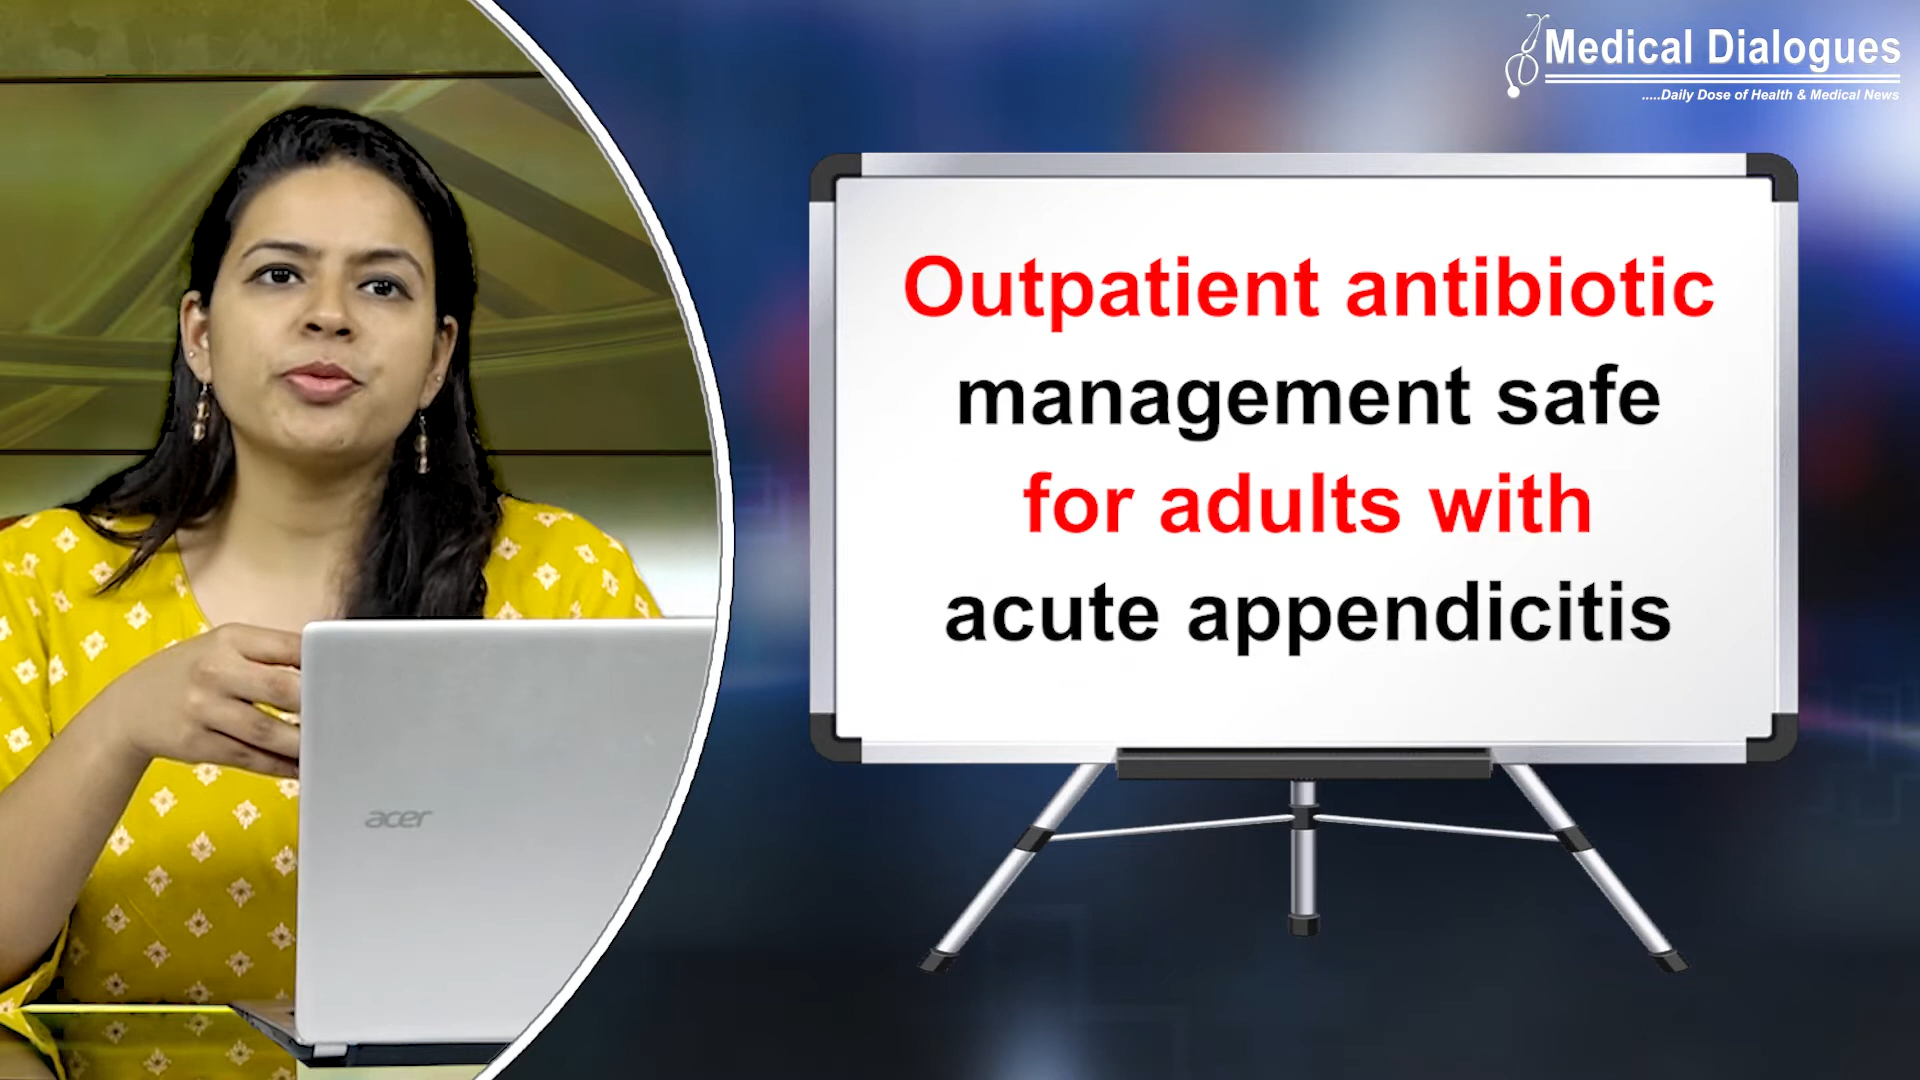 Medical Dialogues
.....Daily Dose of Health & Medical News
Outpatient antibiotic
management safe
for adults with
acute appendicitis
acer